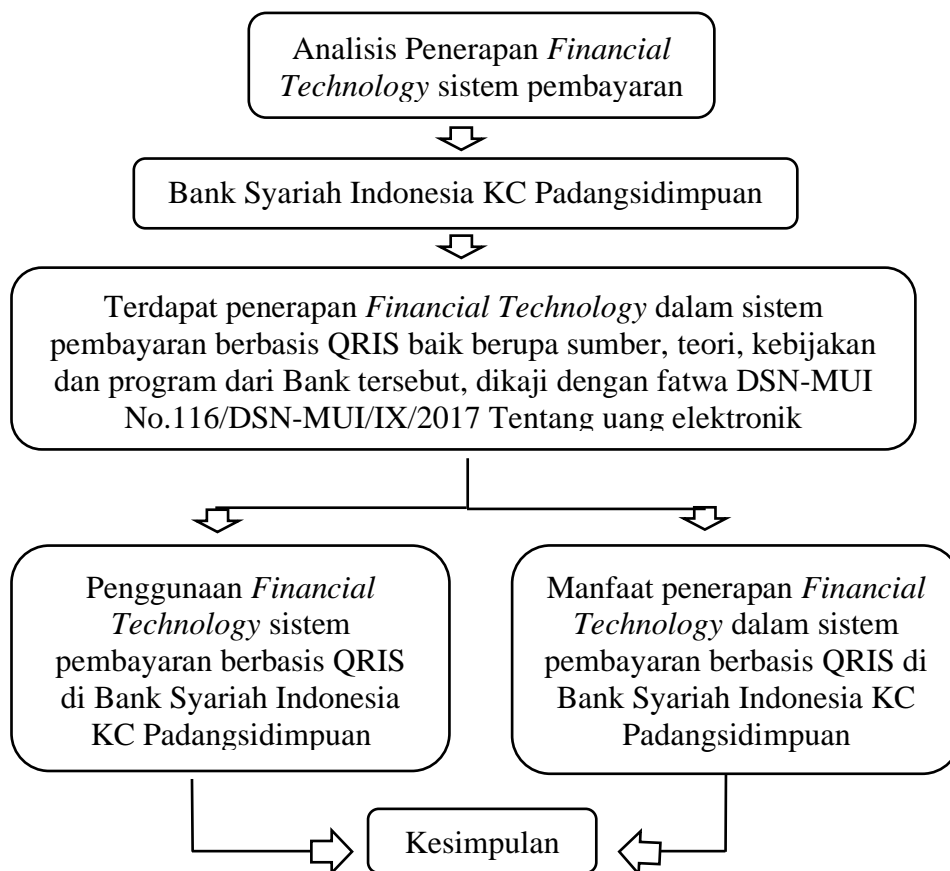 Analisis Penerapan Financial
Technology sistem pembayaran
Bank Syariah Indonesia KC Padangsidimpuan
Terdapat penerapan Financial Technology dalam sistem
pembayaran berbasis QRIS baik berupa sumber, teori, kebijakan
dan program dari Bank tersebut, dikaji dengan fatwa DSN-MUI
No.116/DSN-MUI/IX/2017 Tentang uang elektronik
Penggunaan Financial
Technology sistem
pembayaran berbasis QRIS
di Bank Syariah Indonesia
KC Padangsidimpuan
Manfaat penerapan Financial
Technology dalam sistem
pembayaran berbasis QRIS di
Bank Syariah Indonesia KC
Padangsidimpuan
Kesimpulan